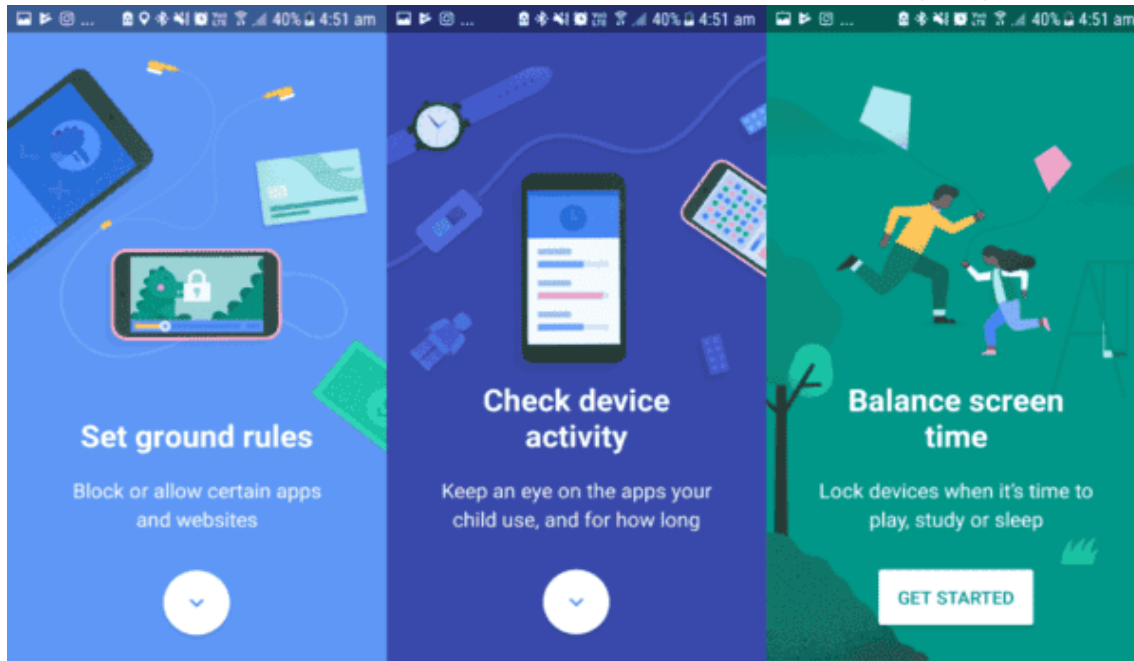 ... 40% 4:51 am
Set ground rules
Block or allow certain apps
and websites
... 40% 4:51 am
Check device
activity
Keep an eye on the apps your
child use, and for how long
... 40% 4:51 am
Balance screen
time
Lock devices when it's time to
play, study or sleep
GET STARTED